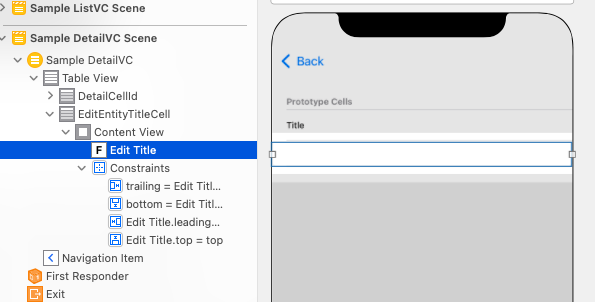 Sample ListVC Scene
Sample DetailVC Scene
Sample DetailVC
Table View
DetailCellId
EditEntityTitleCell
Content View
F Edit Title
Constraints
trailing = Edit Titl...
bottom = Edit Titl...
Edit Title.leading...
Edit Title.top = top
Navigation Item
First Responder
Exit
Back
Prototype Cells
Title